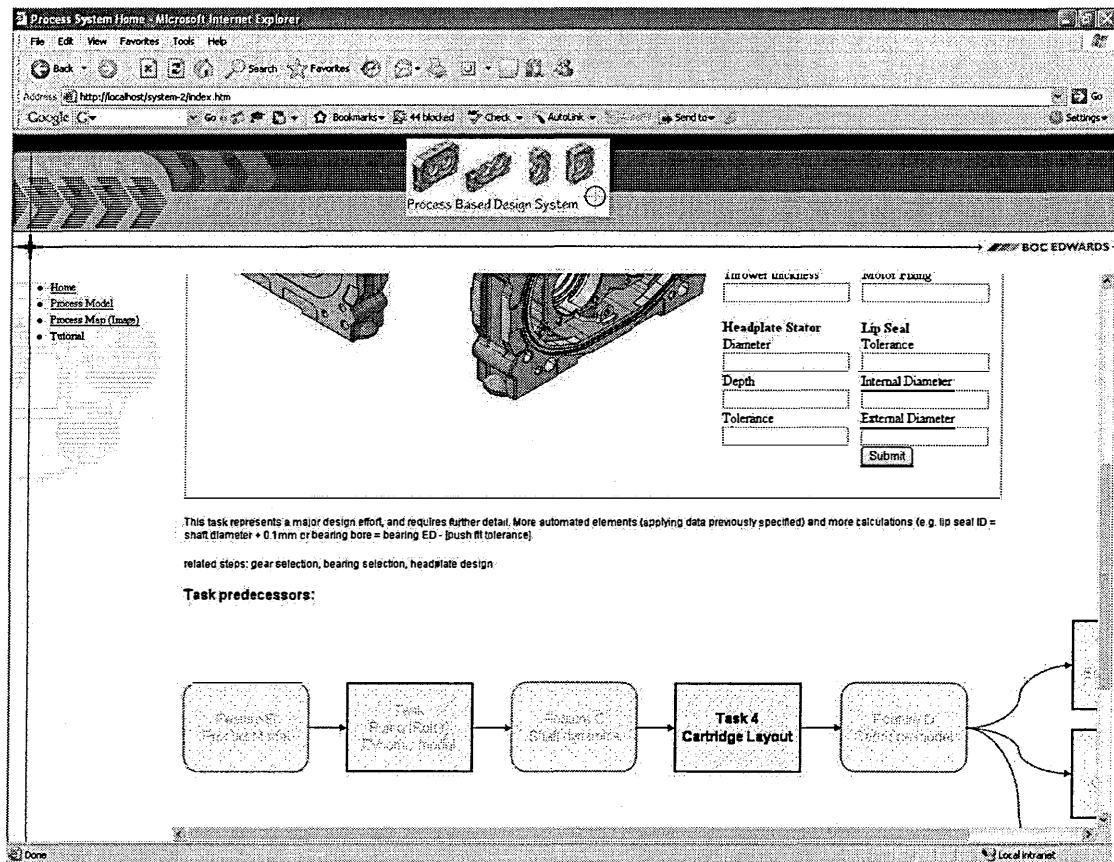 Process System Home - Microsoft Internet Explorer
File Edit View Favorites Tools Help
Back Search Favorites
Address http://localhost/system-2/index.htm Go
Google G Go Bookmarks 44 blocked Check AutoLink Send to Settings
Process Based Design System
BOC EDWARDS
Home
Process Model
Process Map (Image)
Tutorial
Thrower thickness Motor Fixing
Headplate Stator Lip Seal
Diameter Tolerance
Depth Internal Diameter
Tolerance External Diameter
Submit
This task represents a major design effort, and requires further detail. More automated elements (applying data previously specified) and more calculations (e.g. lip seal ID =
shaft diameter + 0.1mm or bearing bore = bearing ED - [push fit tolerance].
related steps: gear selection, bearing selection, headplate design
Task predecessors:
Task 4
Cartridge Layout
Done Local intranet